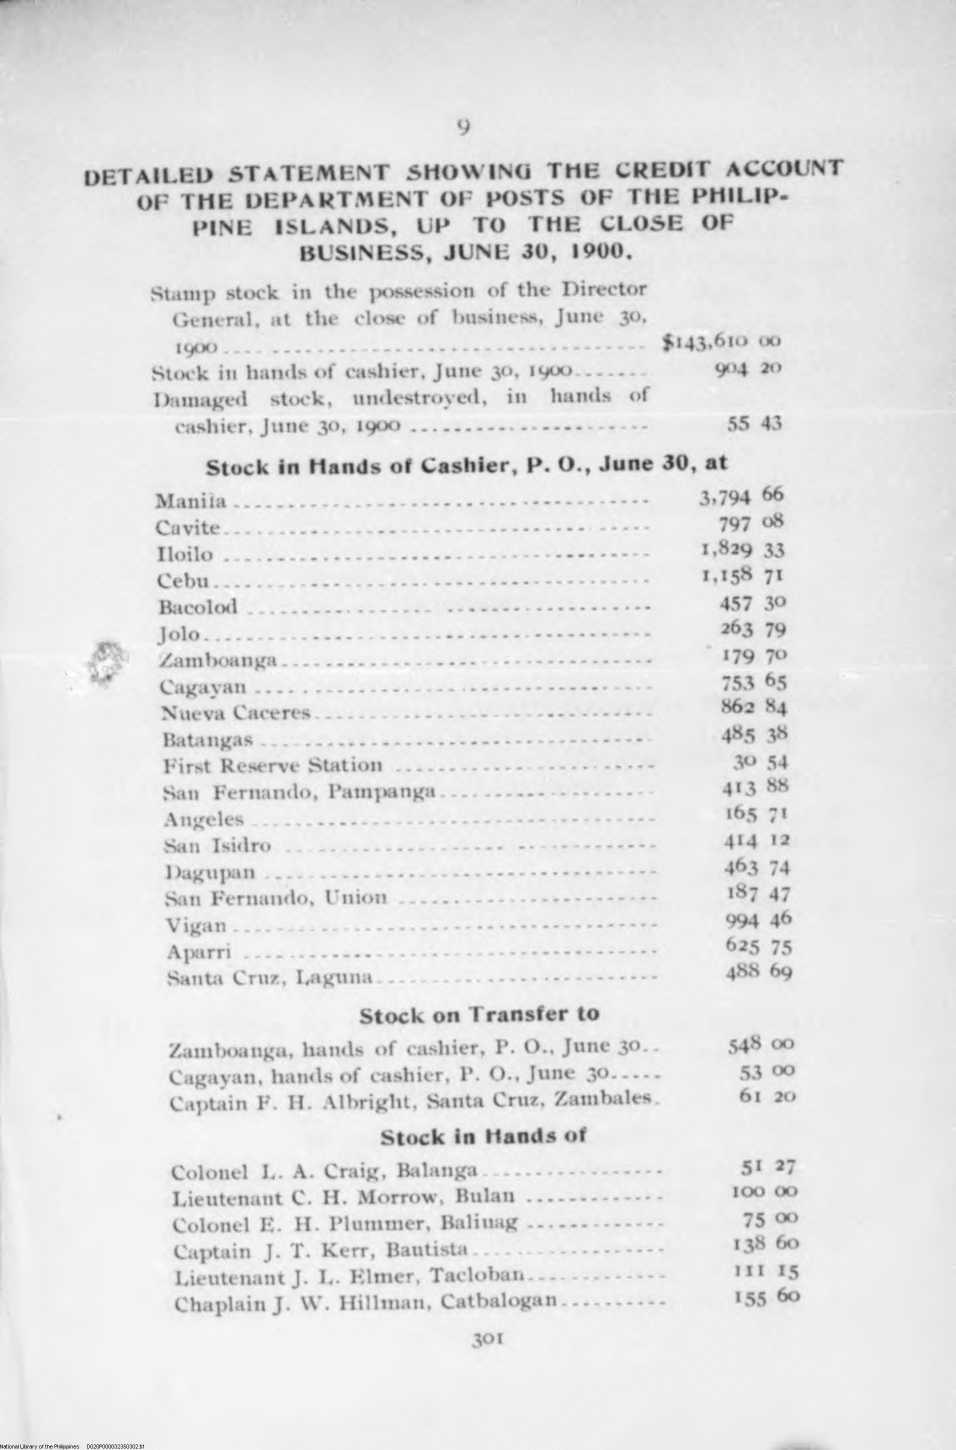 9
DETAILED STATEMENT SHOWING THE CREDIT ACCOUNT
OF THE DEPARTMENT OF POSTS OF THE PHILIP-
PINE ISLANDS, UP TO THE CLOSE OF
BUSINESS, JUNE 30, 1900.
Stamp stock in the possession of the Director
General, at the close of business, June 30,
1900 $143,610 00
Stock in hands of cashier, June 30, 1900 904 20
Damaged stock, undestroyed, in hands of
cashier, June 30, 1900 55 43
Stock in Hands of Cashier, P. O., June 30, at
Manila 3,794 66
Cavite 797 08
Iloilo 1,829 33
Cebu 1,158 71
Bacolod 457 30
Jolo 263 79
Zamboanga 179 70
Cagayan 753 65
Nueva Caceres 862 84
Batangas 485 38
First Reserve Station 30 54
San Fernando, Pampanga 413 88
Angeles 165 71
San Isidro 414 12
Dagupan 463 74
San Fernando, Union 187 47
Vigan 994 46
Aparri 625 75
Santa Cruz, Laguna 488 69
Stock on Transfer to
Zamboanga, hands of cashier, P. O., June 30 548 00
Cagayan, hands of cashier, P. O., June 30 53 00
Captain F. H. Albright, Santa Cruz, Zambales 61 20
Stock in Hands of
Colonel L. A. Craig, Balanga 51 27
Lieutenant C. H. Morrow, Bulan 100 00
Colonel E. H. Plummer, Baliuag 75 00
Captain J. T. Kerr, Bautista 138 60
Lieutenant J. L. Elmer, Tacloban 111 15
Chaplain J. W. Hillman, Catbalogan 155 60
301
National Library of the Philippines